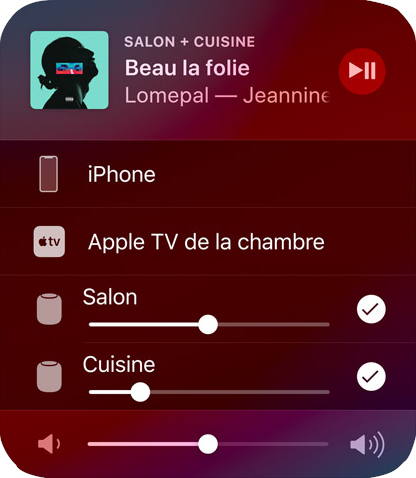 SALON + CUISINE
Beau la folie
Lomepal — Jeannine
iPhone
tv
Apple TV de la chambre
Salon
Cuisine